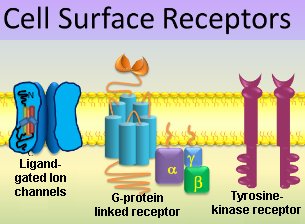 Cell Surface Receptors
N
α
γ
β
Ligand-
gated Ion
channels
G-protein
linked receptor
Tyrosine-
kinase receptor